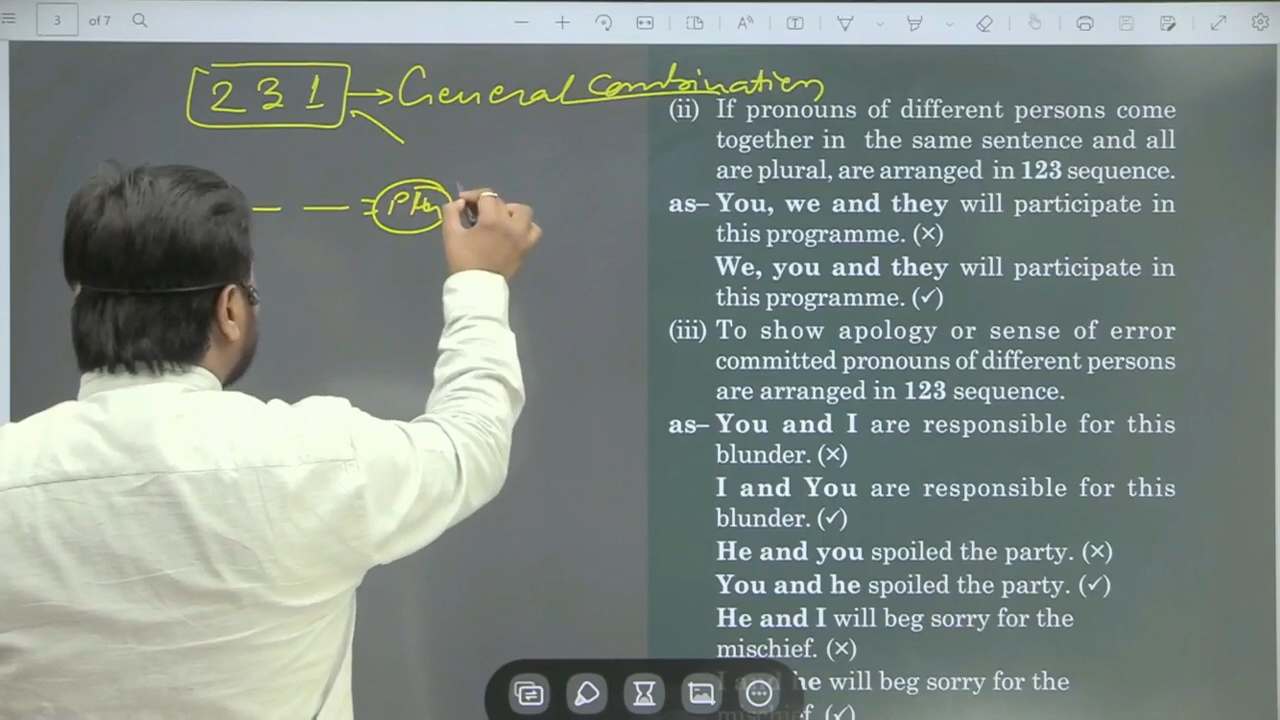 3 of 7
2 3 1 → General Combination
(ii) If pronouns of different persons come
together in the same sentence and all
are plural, are arranged in 123 sequence.
as– You, we and they will participate in
this programme. (×)
We, you and they will participate in
this programme. (✓)
(iii) To show apology or sense of error
committed pronouns of different persons
are arranged in 123 sequence.
as– You and I are responsible for this
blunder. (×)
I and You are responsible for this
blunder. (✓)
He and you spoiled the party. (×)
You and he spoiled the party. (✓)
He and I will beg sorry for the
mischief. (×)
I and he will beg sorry for the
mischief. (✓)